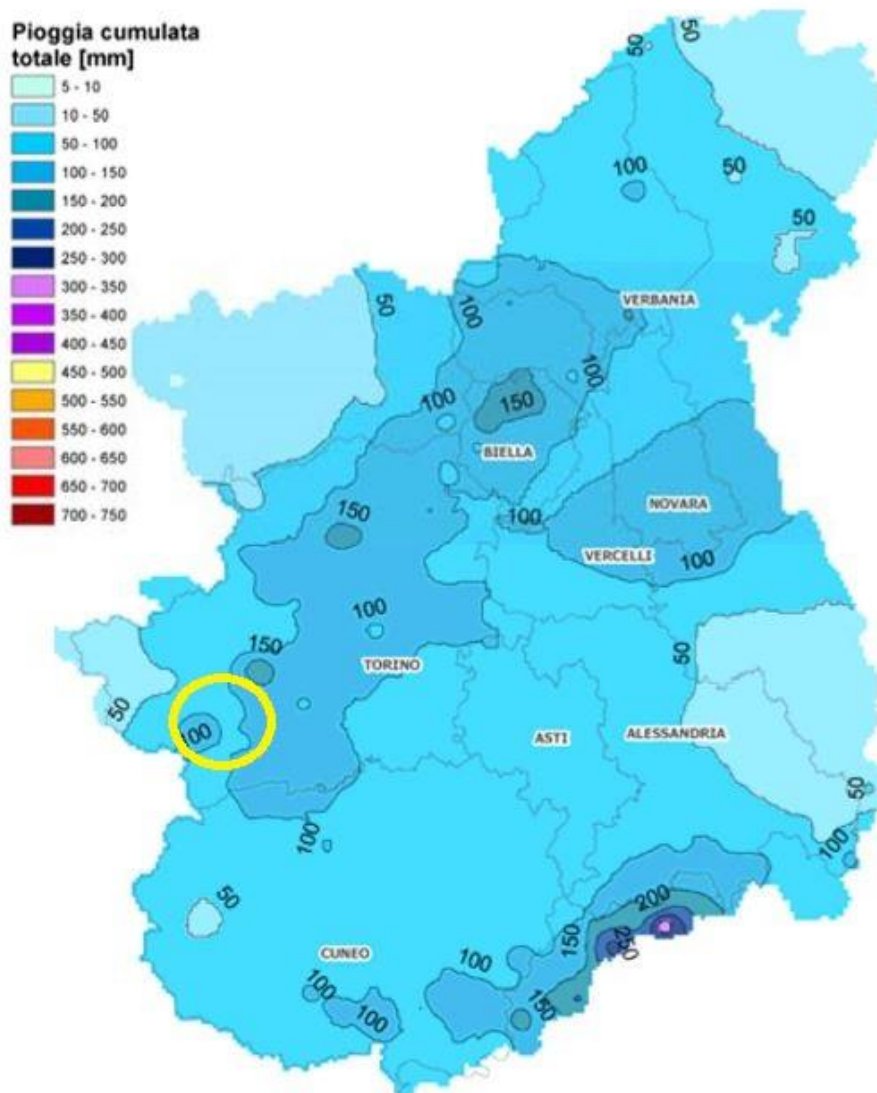 Pioggia cumulata
totale [mm]
5 - 10
10 - 50
50 - 100
100 - 150
150 - 200
200 - 250
250 - 300
300 - 350
350 - 400
400 - 450
450 - 500
500 - 550
550 - 600
600 - 650
650 - 700
700 - 750
50
50
100
50
50
50
100
VERBANIA
100
100
150
BIELLA
150
100
NOVARA
VERCELLI
100
100
150
TORINO
50
50
100
ASTI
ALESSANDRIA
50
100
100
50
200
150
250
CUNEO
100
100
100
150